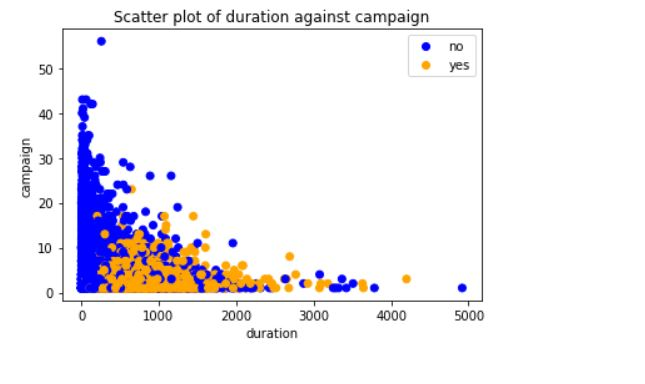 Scatter plot of duration against campaign
no
yes
campaign
50
40
30
20
10
0
0 1000 2000 3000 4000 5000
duration